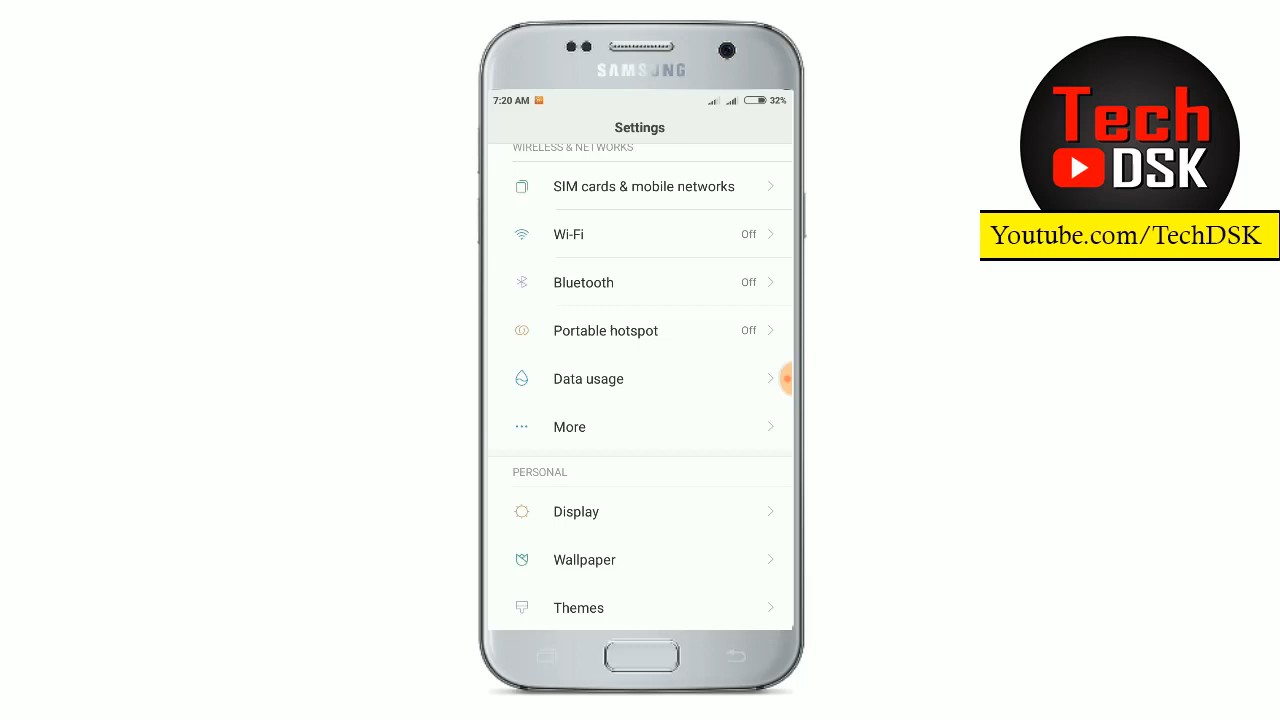 SAMSUNG
7:20 AM 32%
Settings
WIRELESS & NETWORKS
SIM cards & mobile networks
Wi-Fi Off
Bluetooth Off
Portable hotspot Off
Data usage
More
PERSONAL
Display
Wallpaper
Themes
Tech
DSK
Youtube.com/TechDSK